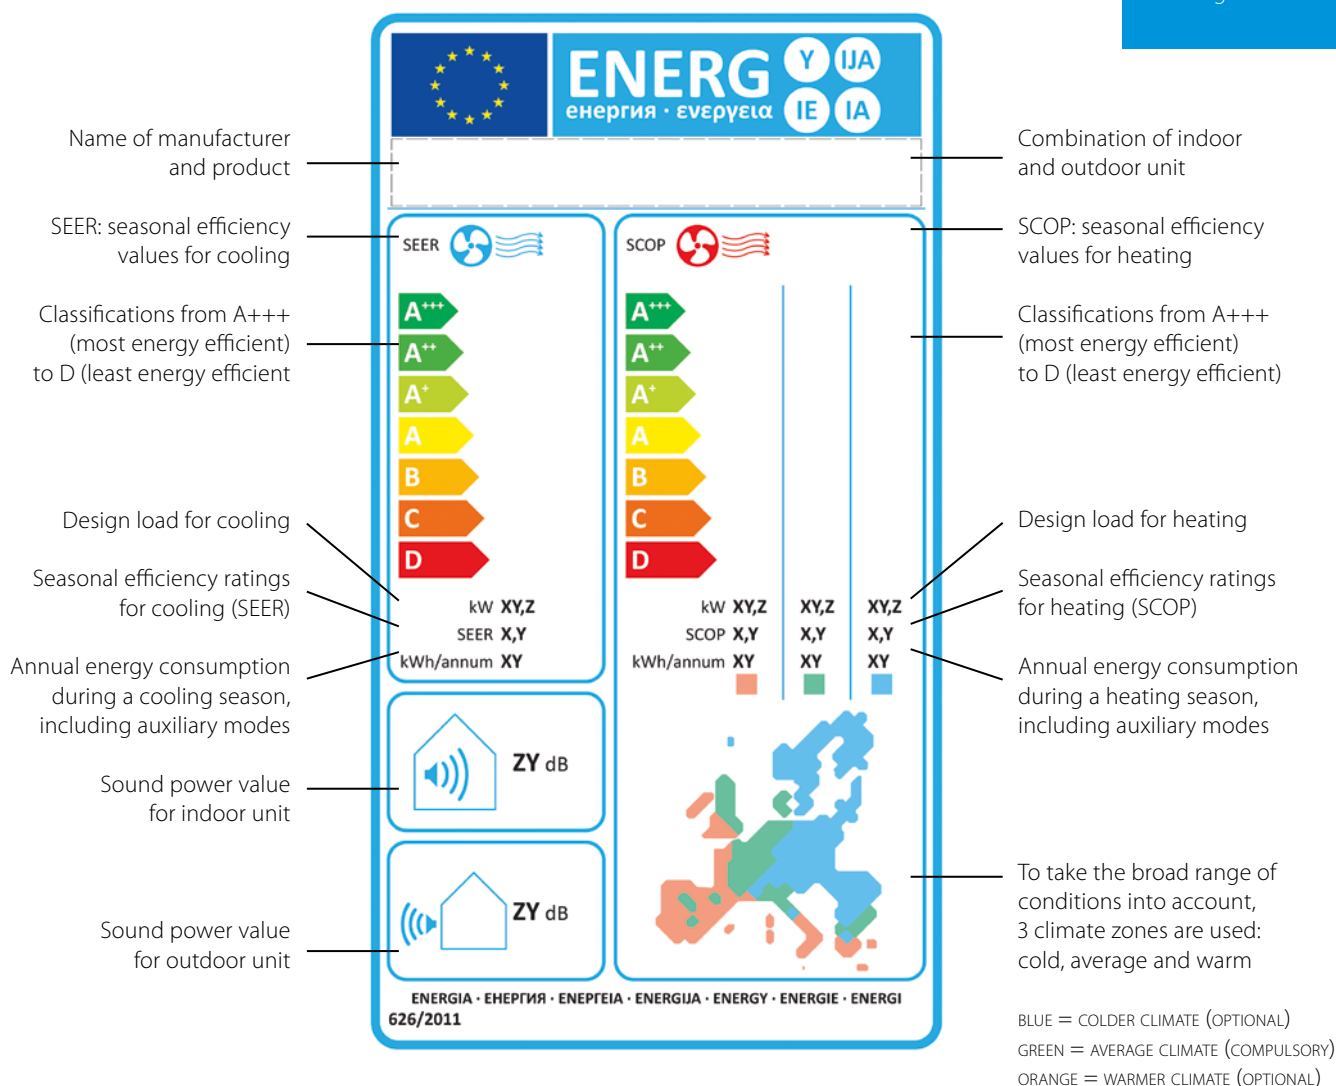 ENERG Y IJA
енергия · ενεργεια IE IA
Name of manufacturer
and product
Combination of indoor
and outdoor unit
SEER: seasonal efficiency
values for cooling
SEER
SCOP
SCOP: seasonal efficiency
values for heating
Classifications from A+++
(most energy efficient)
to D (least energy efficient
A+++
A++
A+
A
B
C
D
A+++
A++
A+
A
B
C
D
Classifications from A+++
(most energy efficient)
to D (least energy efficient)
Design load for cooling
Seasonal efficiency ratings
for cooling (SEER)
Annual energy consumption
during a cooling season,
including auxiliary modes
kW XY,Z
SEER X,Y
kWh/annum XY
kW XY,Z XY,Z XY,Z
SCOP X,Y X,Y X,Y
kWh/annum XY XY XY
Design load for heating
Seasonal efficiency ratings
for heating (SCOP)
Annual energy consumption
during a heating season,
including auxiliary modes
Sound power value
for indoor unit
ZY dB
Sound power value
for outdoor unit
ZY dB
To take the broad range of
conditions into account,
3 climate zones are used:
cold, average and warm
ENERGIA · ЕНЕРГИЯ · ΕΝΕΡΓΕΙΑ · ENERGIJA · ENERGY · ENERGIE · ENERGI
626/2011
BLUE = COLDER CLIMATE (OPTIONAL)
GREEN = AVERAGE CLIMATE (COMPULSORY)
ORANGE = WARMER CLIMATE (OPTIONAL)